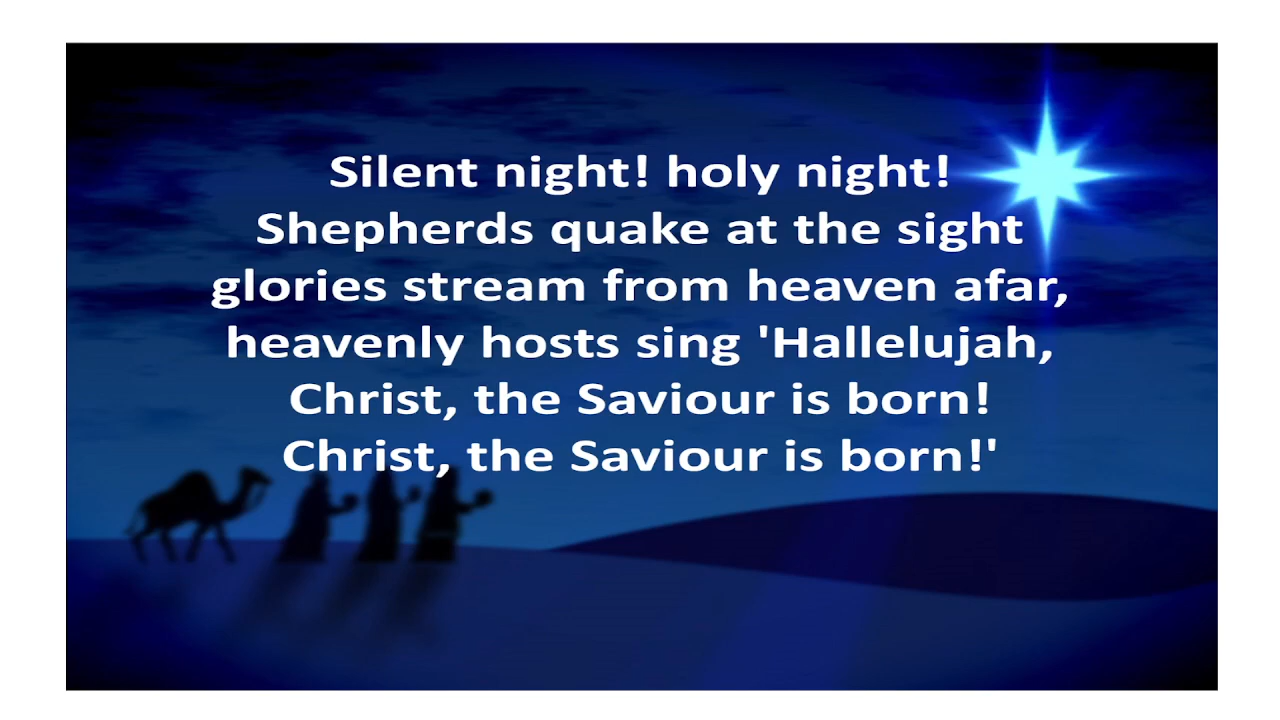 Silent night! holy night!
Shepherds quake at the sight
glories stream from heaven afar,
heavenly hosts sing 'Hallelujah,
Christ, the Saviour is born!
Christ, the Saviour is born!'